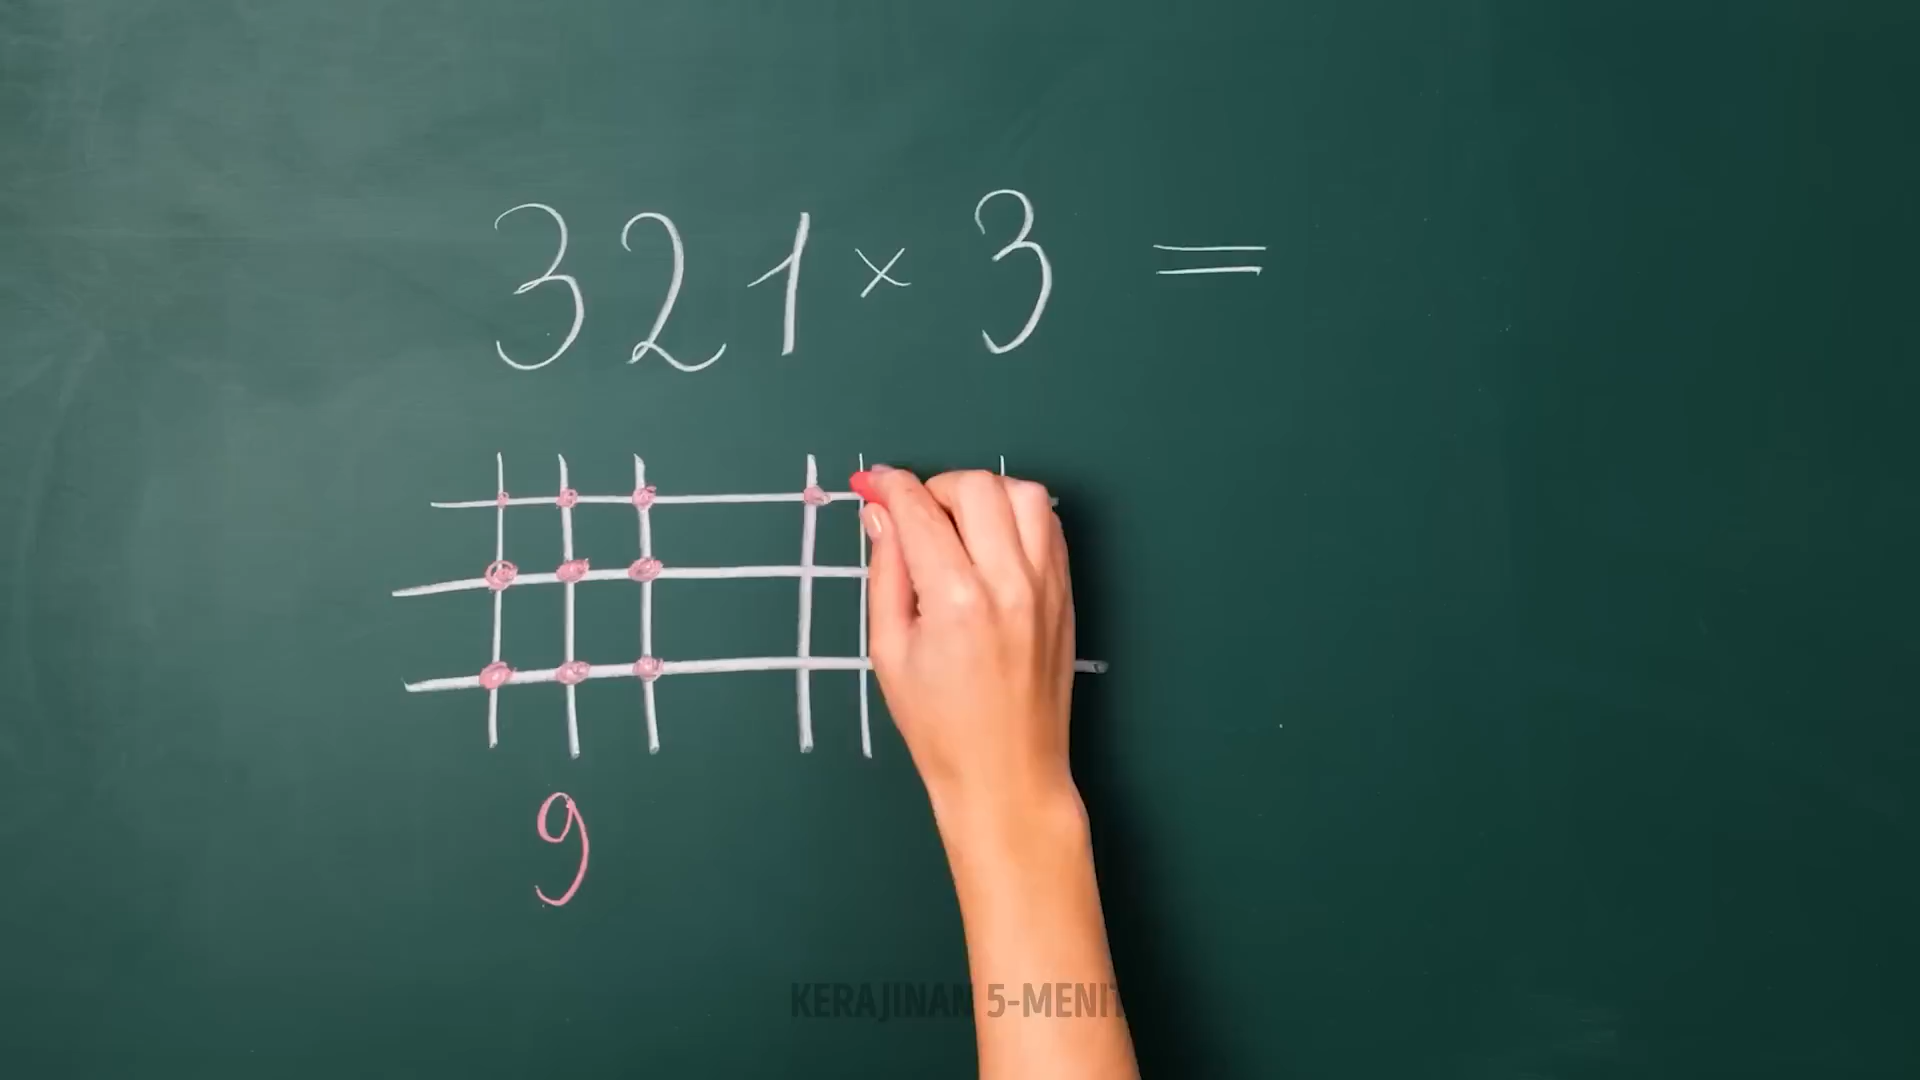 321 × 3 =
9
KERAJINAN 5-MENIT